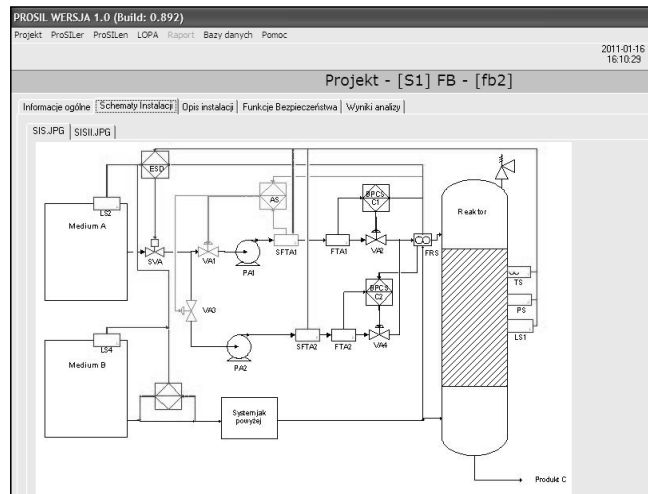 PROSIL WERSJA 1.0 (Build: 0.892)
Projekt ProSILer ProSILen LOPA Raport Bazy danych Pomoc
2011-01-16
16:10:29
Projekt - [S1] FB - [fb2]
Informacje ogólne Schematy Instalacji Opis instalacji Funkcje Bezpieczeństwa Wyniki analizy
SIS.JPG SISII.JPG
ESD
LS2
Medium A
SVA
VA1
AS
PA1
SFTA1
FTA1
BPCS
C1
VA2
FRS
Reaktor
VA3
PA2
SFTA2
FTA2
BPCS
C2
VA4
TS
PS
LS1
LS4
Medium B
System jak
powyżej
Produkt C